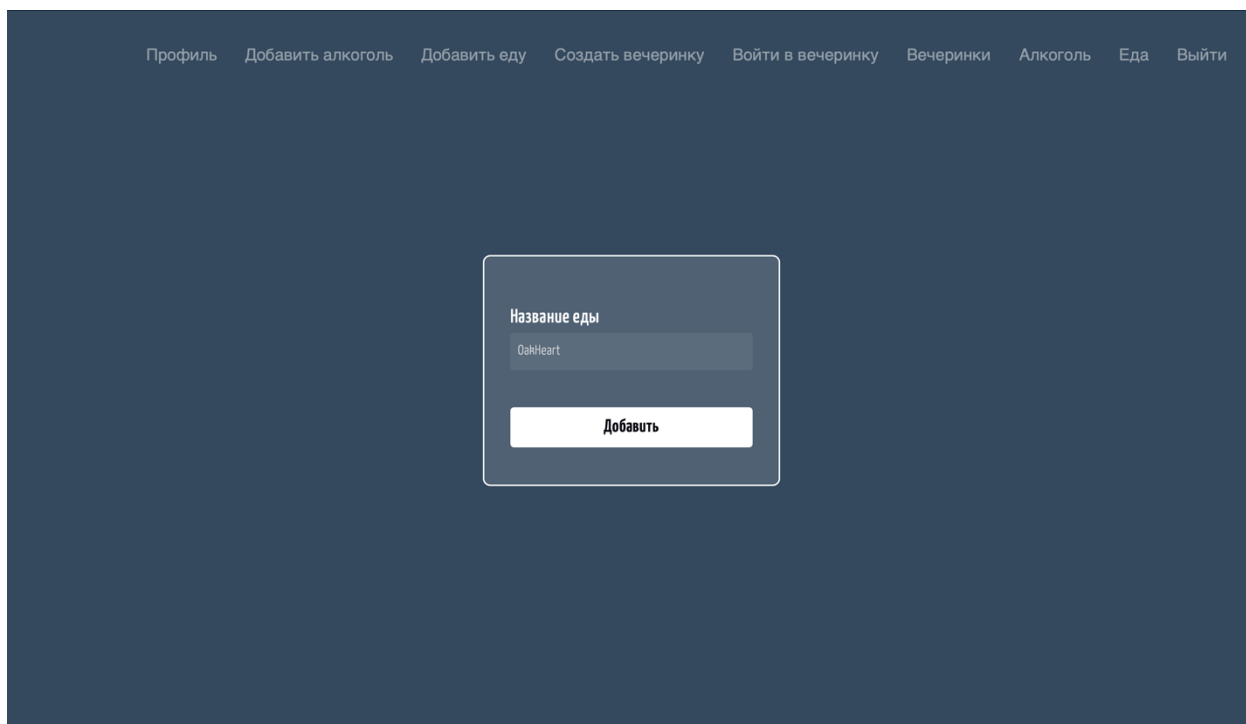 Профиль Добавить алкоголь Добавить еду Создать вечеринку Войти в вечеринку Вечеринки Алкоголь Еда Выйти
Название еды
OakHeart
Добавить